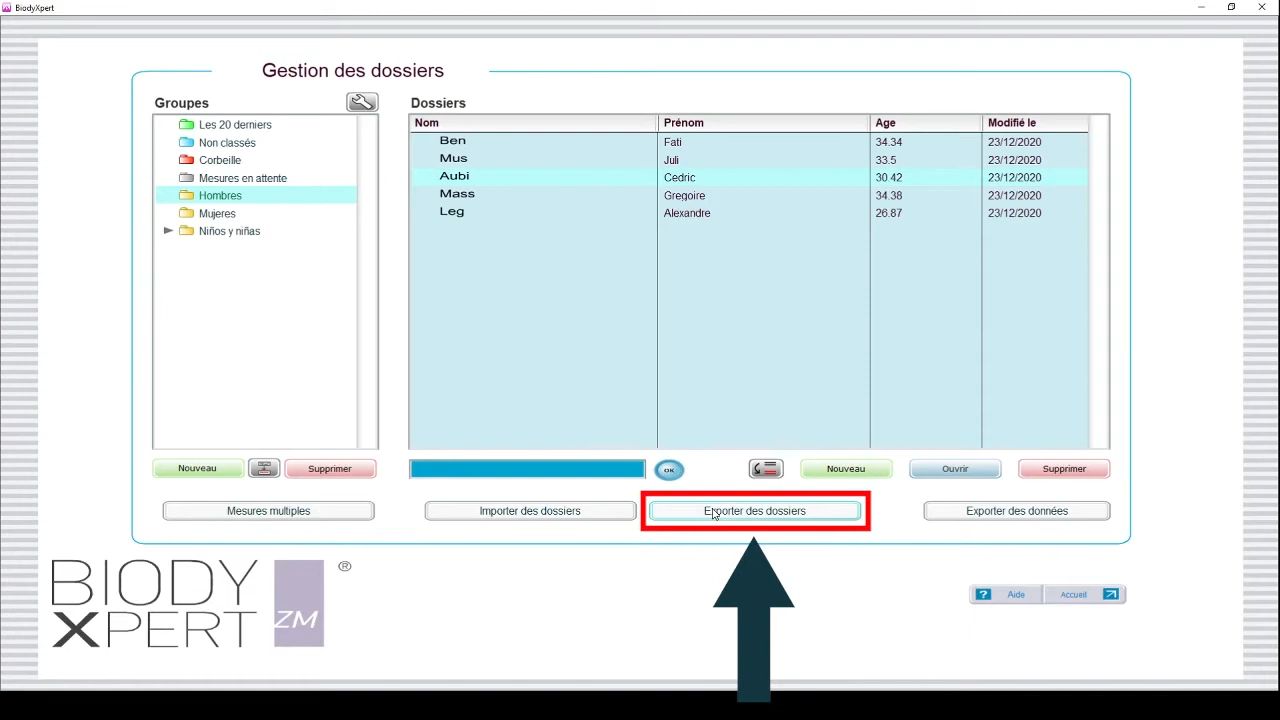 BiodyXpert
Gestion des dossiers
Groupes
Les 20 derniers
Non classés
Corbeille
Mesures en attente
Hombres
Mujeres
Niños y niñas
Nouveau
Supprimer
Mesures multiples
Dossiers
Nom Prénom Age Modifié le
Ben Fati 34.34 23/12/2020
Mus Juli 33.5 23/12/2020
Aubi Cedric 30.42 23/12/2020
Mass Gregoire 34.38 23/12/2020
Leg Alexandre 26.87 23/12/2020
OK
Nouveau
Ouvrir
Supprimer
Importer des dossiers
Exporter des dossiers
Exporter des données
BIODY
XPERT
ZM
®
? Aide
Accueil